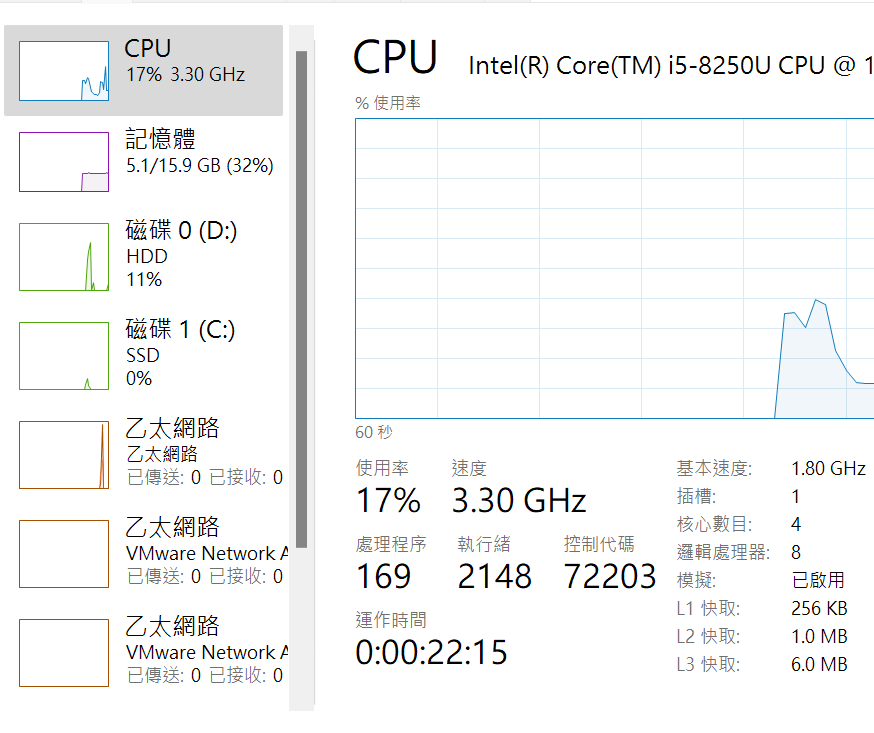 CPU
17% 3.30 GHz
記憶體
5.1/15.9 GB (32%)
磁碟 0 (D:)
HDD
11%
磁碟 1 (C:)
SSD
0%
乙太網路
乙太網路
已傳送: 0 已接收: 0
乙太網路
VMware Network A
已傳送: 0 已接收: 0
乙太網路
VMware Network A
已傳送: 0 已接收: 0
CPU Intel(R) Core(TM) i5-8250U CPU @ 1
% 使用率
60 秒
使用率 速度
17% 3.30 GHz
處理程序 執行緒 控制代碼
169 2148 72203
運作時間
0:00:22:15
基本速度: 1.80 GHz
插槽: 1
核心數目: 4
邏輯處理器: 8
模擬: 已啟用
L1 快取: 256 KB
L2 快取: 1.0 MB
L3 快取: 6.0 MB